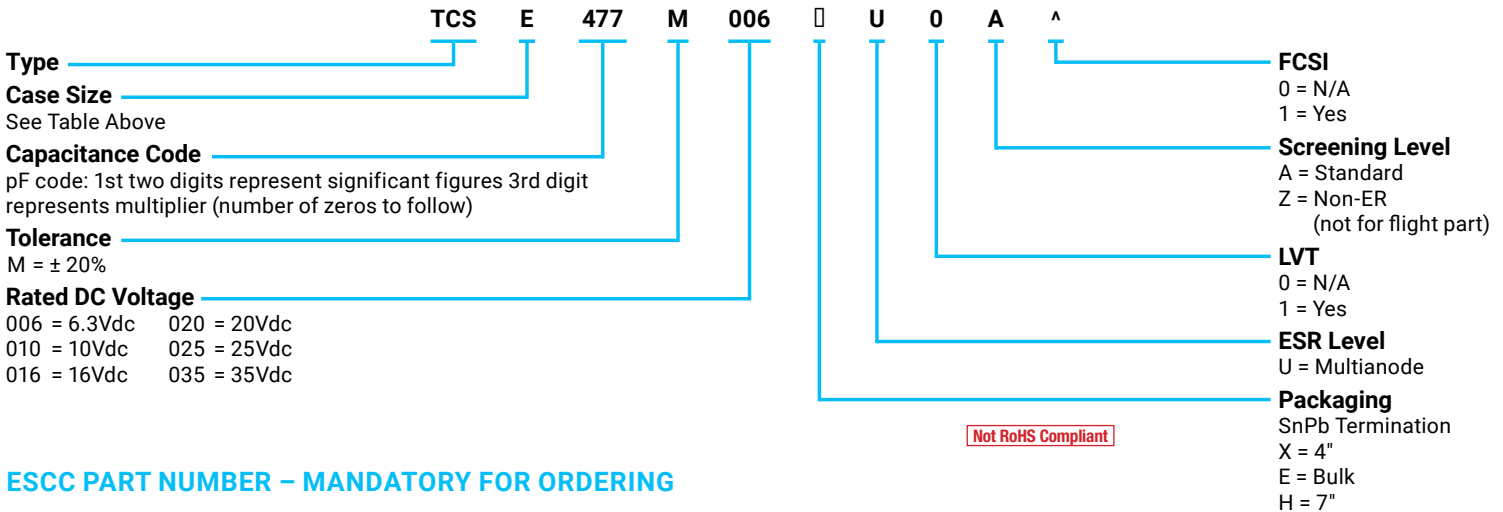 TCS E 477 M 006 ▯ U 0 A ^
Type
Case Size
See Table Above
Capacitance Code
pF code: 1st two digits represent significant figures 3rd digit
represents multiplier (number of zeros to follow)
Tolerance
M = ± 20%
Rated DC Voltage
006 = 6.3Vdc 020 = 20Vdc
010 = 10Vdc 025 = 25Vdc
016 = 16Vdc 035 = 35Vdc
FCSI
0 = N/A
1 = Yes
Screening Level
A = Standard
Z = Non-ER
(not for flight part)
LVT
0 = N/A
1 = Yes
ESR Level
U = Multianode
Packaging
SnPb Termination
X = 4"
E = Bulk
H = 7"
Not RoHS Compliant
ESCC PART NUMBER – MANDATORY FOR ORDERING